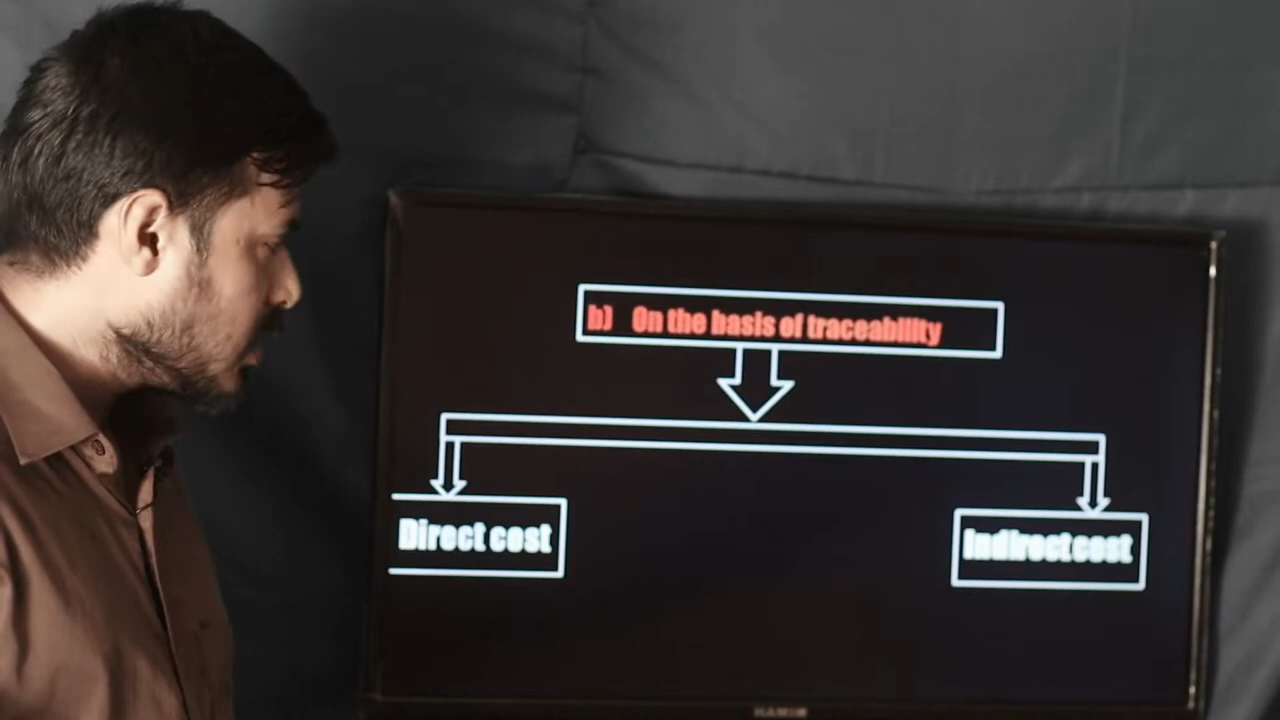 b) On the basis of traceability
Direct cost
Indirect cost